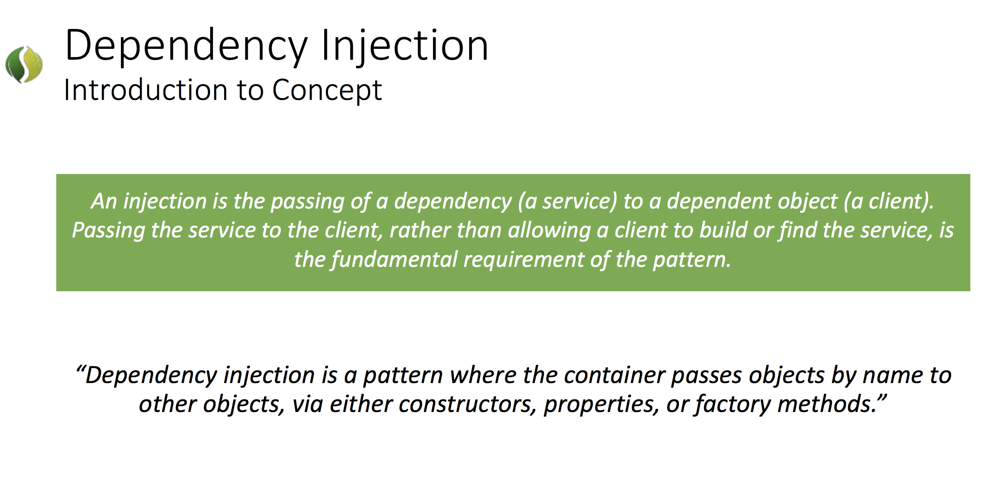 Dependency Injection
Introduction to Concept
An injection is the passing of a dependency (a service) to a dependent object (a client).
Passing the service to the client, rather than allowing a client to build or find the service, is
the fundamental requirement of the pattern.
“Dependency injection is a pattern where the container passes objects by name to
other objects, via either constructors, properties, or factory methods.”